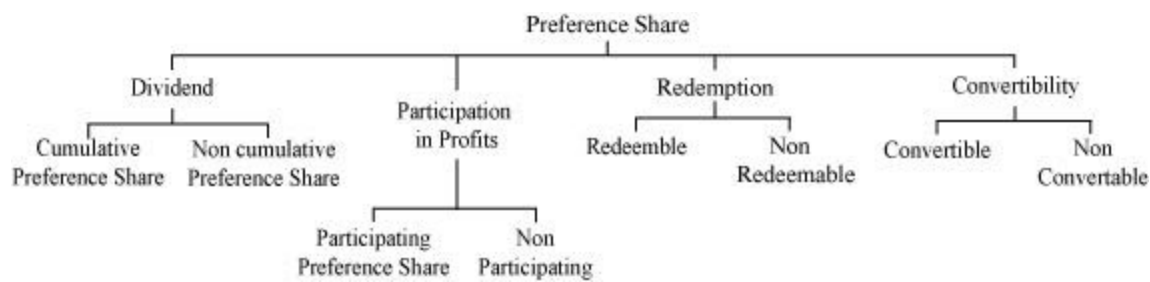 Preference Share
Dividend
Participation
in Profits
Redemption
Convertibility
Cumulative
Preference Share
Non cumulative
Preference Share
Redeemble
Non
Redeemable
Convertible
Non
Convertable
Participating
Preference Share
Non
Participating